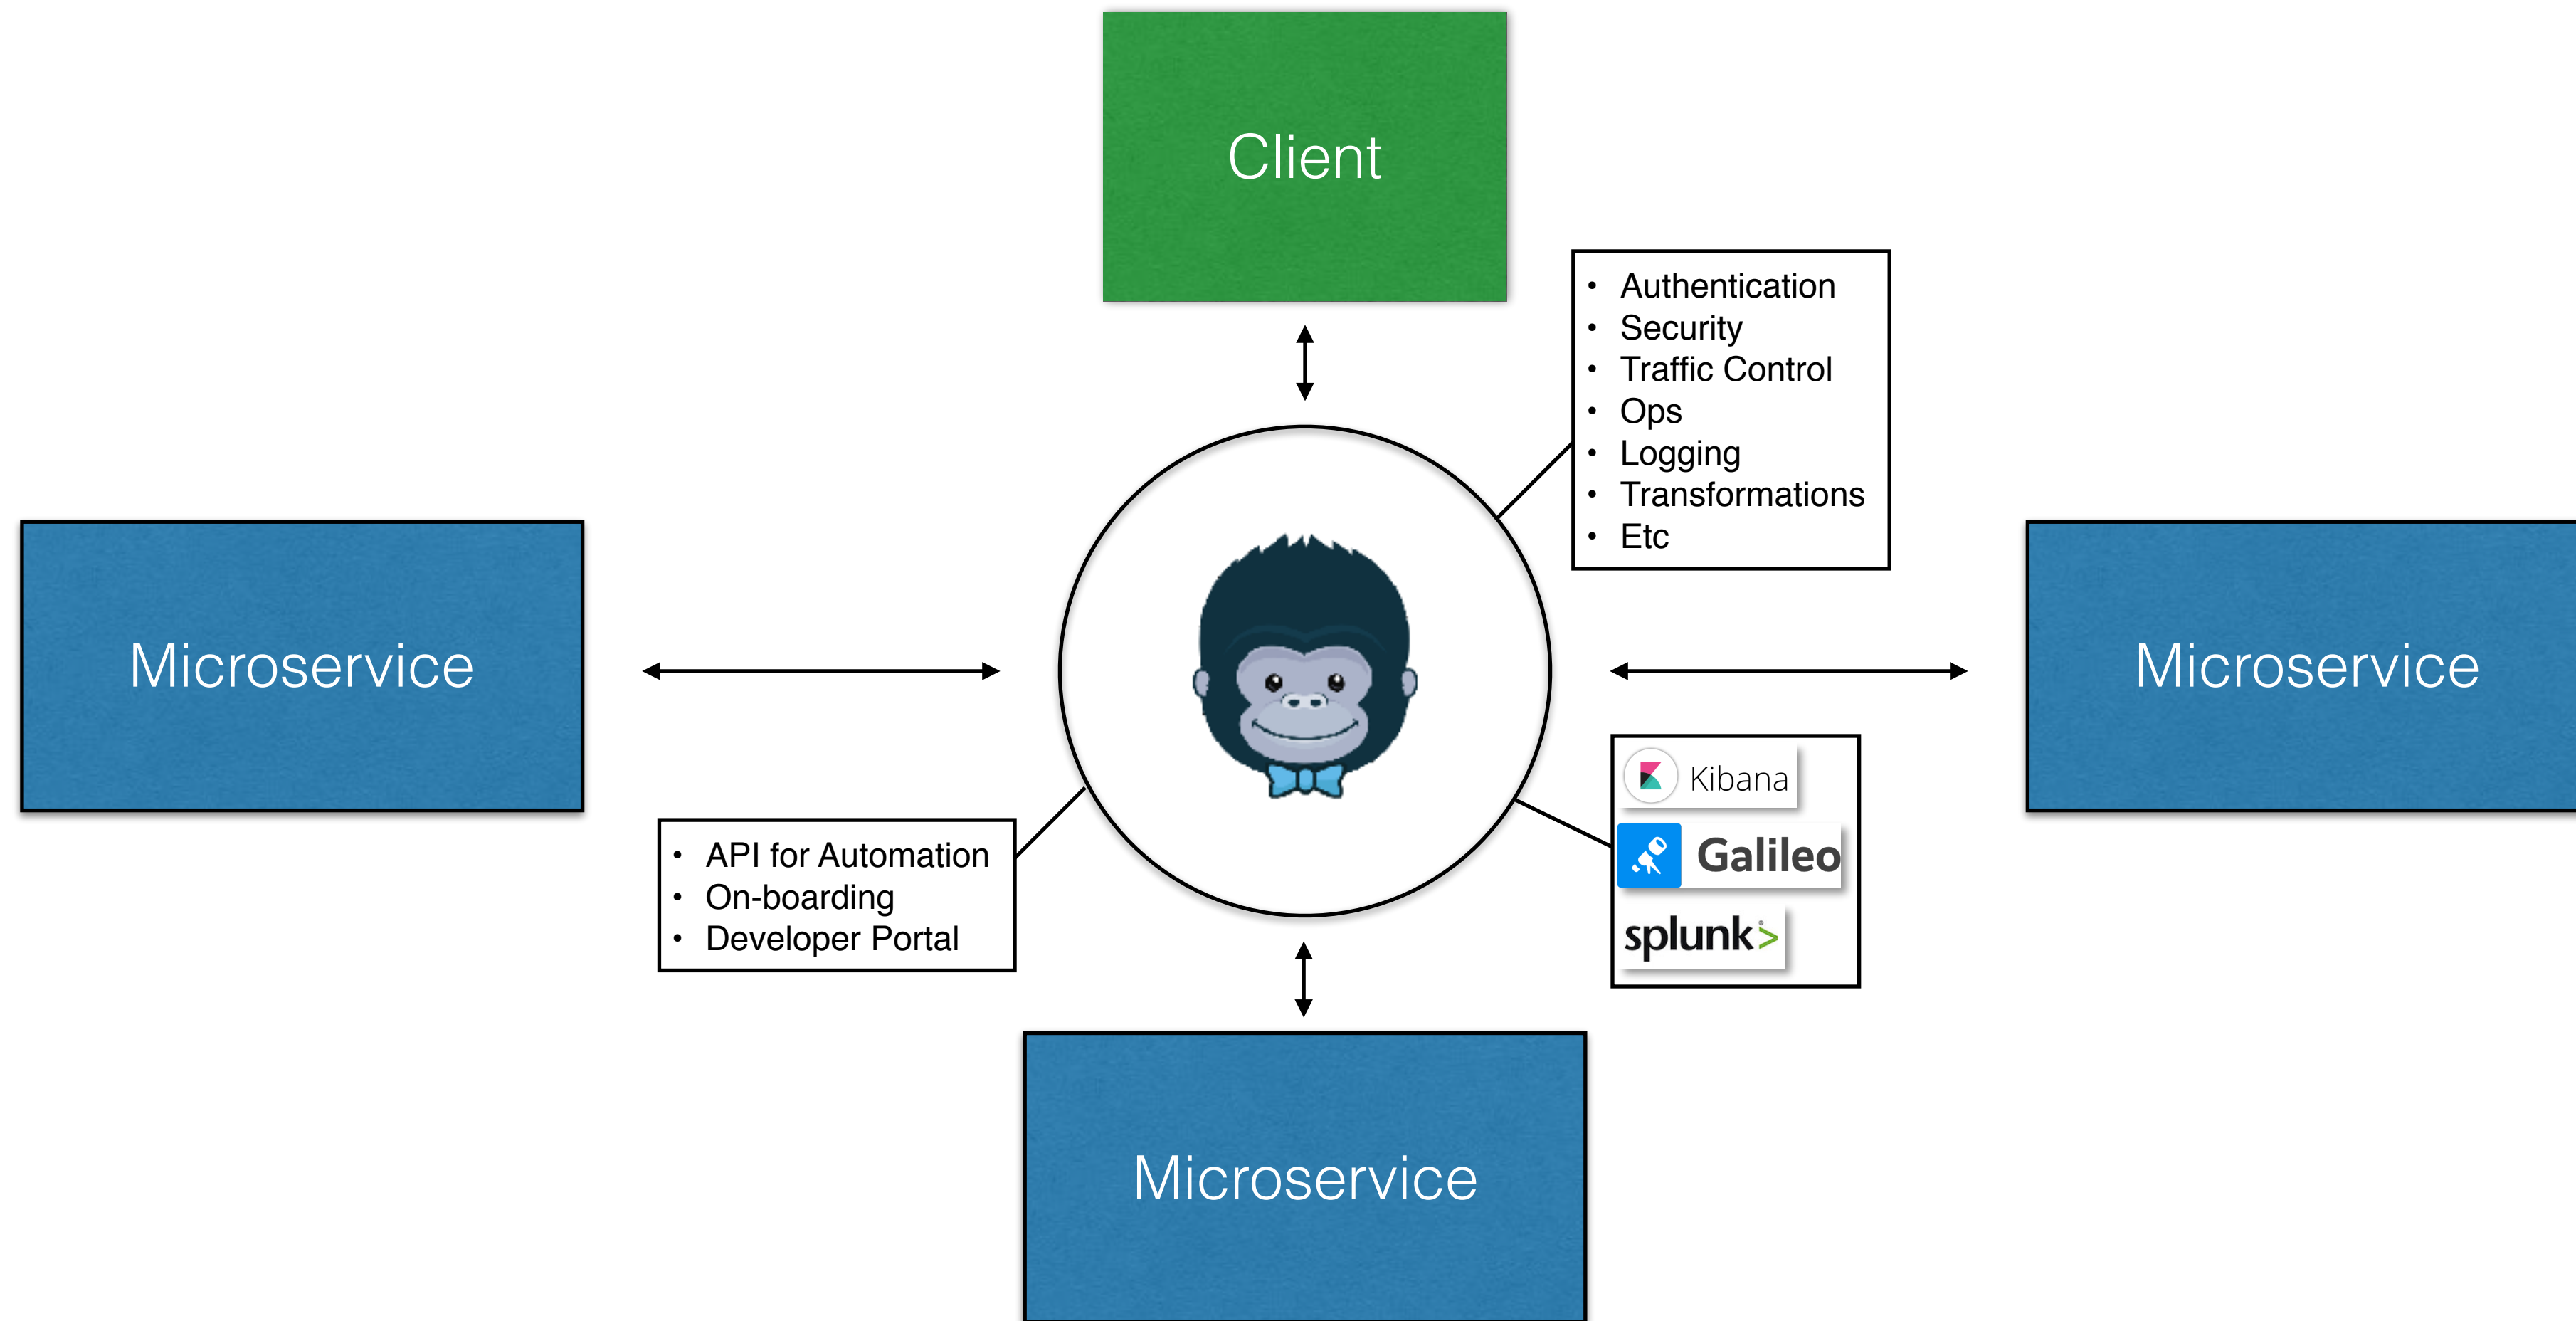 Client
• Authentication
• Security
• Traffic Control
• Ops
• Logging
• Transformations
• Etc
Microservice
Microservice
Kibana
Galileo
splunk>
• API for Automation
• On-boarding
• Developer Portal
Microservice